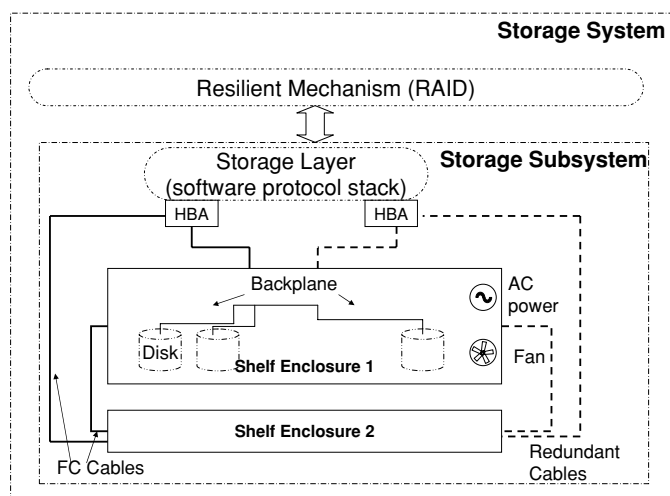 Storage System
Resilient Mechanism (RAID)
Storage Layer
(software protocol stack)
Storage Subsystem
HBA
HBA
Backplane
AC
power
Disk
Fan
Shelf Enclosure 1
Shelf Enclosure 2
FC Cables
Redundant
Cables